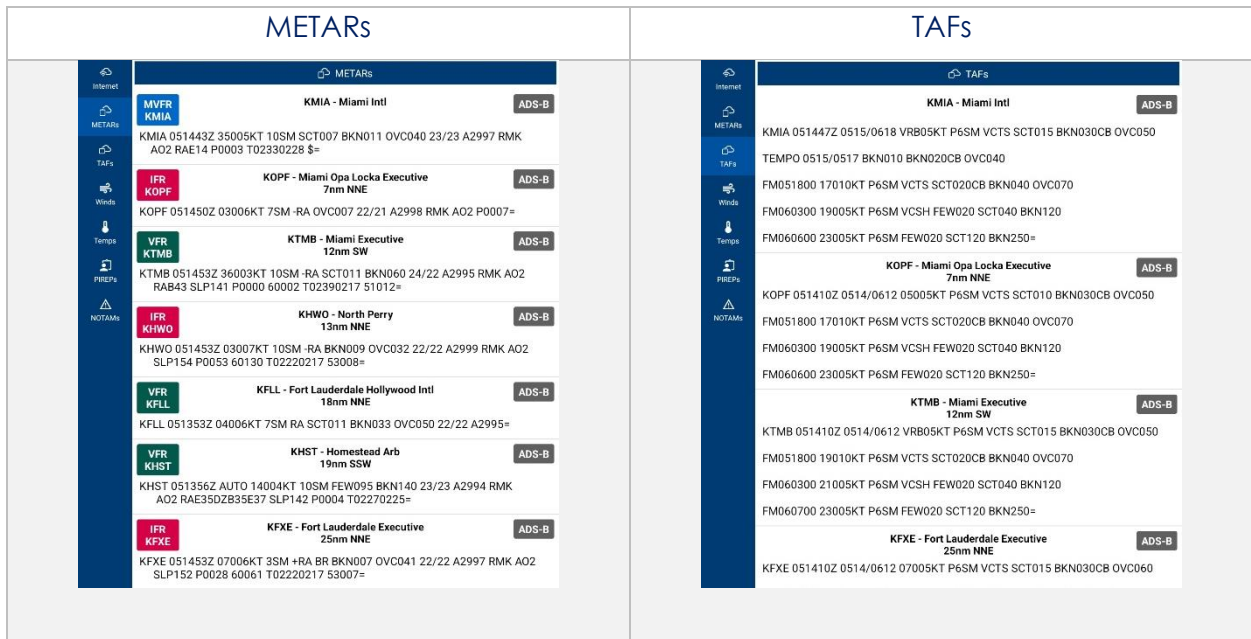 METARs
TAFs
Internet
METARs
TAFs
Winds
Temps
PIREPs
NOTAMs
METARs
MVFR
KMIA
KMIA - Miami Intl
ADS-B
KMIA 051443Z 35005KT 10SM SCT007 BKN011 OVC040 23/23 A2997 RMK
AO2 RAE14 P0003 T02330228 $=
IFR
KOPF
KOPF - Miami Opa Locka Executive
7nm NNE
ADS-B
KOPF 051450Z 03006KT 7SM -RA OVC007 22/21 A2998 RMK AO2 P0007=
VFR
KTMB
KTMB - Miami Executive
12nm SW
ADS-B
KTMB 051453Z 36003KT 10SM -RA SCT011 BKN060 24/22 A2995 RMK AO2
RAB43 SLP141 P0000 60002 T02390217 51012=
IFR
KHWO
KHWO - North Perry
13nm NNE
ADS-B
KHWO 051453Z 03007KT 10SM -RA BKN009 OVC032 22/22 A2999 RMK AO2
SLP154 P0053 60130 T02220217 53008=
VFR
KFLL
KFLL - Fort Lauderdale Hollywood Intl
18nm NNE
ADS-B
KFLL 051353Z 04006KT 7SM RA SCT011 BKN033 OVC050 22/22 A2995=
VFR
KHST
KHST - Homestead Arb
19nm SSW
ADS-B
KHST 051356Z AUTO 14004KT 10SM FEW095 BKN140 23/23 A2994 RMK
AO2 RAE35DZB35E37 SLP142 P0004 T02270225=
IFR
KFXE
KFXE - Fort Lauderdale Executive
25nm NNE
ADS-B
KFXE 051453Z 07006KT 3SM +RA BR BKN007 OVC041 22/22 A2997 RMK AO2
SLP152 P0028 60061 T02220217 53007=
Internet
METARs
TAFs
Winds
Temps
PIREPs
NOTAMs
TAFs
KMIA - Miami Intl
ADS-B
KMIA 051447Z 0515/0618 VRB05KT P6SM VCTS SCT015 BKN030CB OVC050
TEMPO 0515/0517 BKN010 BKN020CB OVC040
FM051800 17010KT P6SM VCTS SCT020CB BKN040 OVC070
FM060300 19005KT P6SM VCSH FEW020 SCT040 BKN120
FM060600 23005KT P6SM FEW020 SCT120 BKN250=
KOPF - Miami Opa Locka Executive
7nm NNE
ADS-B
KOPF 051410Z 0514/0612 05005KT P6SM VCTS SCT010 BKN030CB OVC050
FM051800 17010KT P6SM VCTS SCT020CB BKN040 OVC070
FM060300 19005KT P6SM VCSH FEW020 SCT040 BKN120
FM060600 23005KT P6SM FEW020 SCT120 BKN250=
KTMB - Miami Executive
12nm SW
ADS-B
KTMB 051410Z 0514/0612 VRB05KT P6SM VCTS SCT015 BKN030CB OVC050
FM051800 19010KT P6SM VCTS SCT020CB BKN040 OVC070
FM060300 21005KT P6SM VCSH FEW020 SCT040 BKN120
FM060700 23005KT P6SM FEW020 SCT120 BKN250=
KFXE - Fort Lauderdale Executive
25nm NNE
ADS-B
KFXE 051410Z 0514/0612 07005KT P6SM VCTS SCT015 BKN030CB OVC060